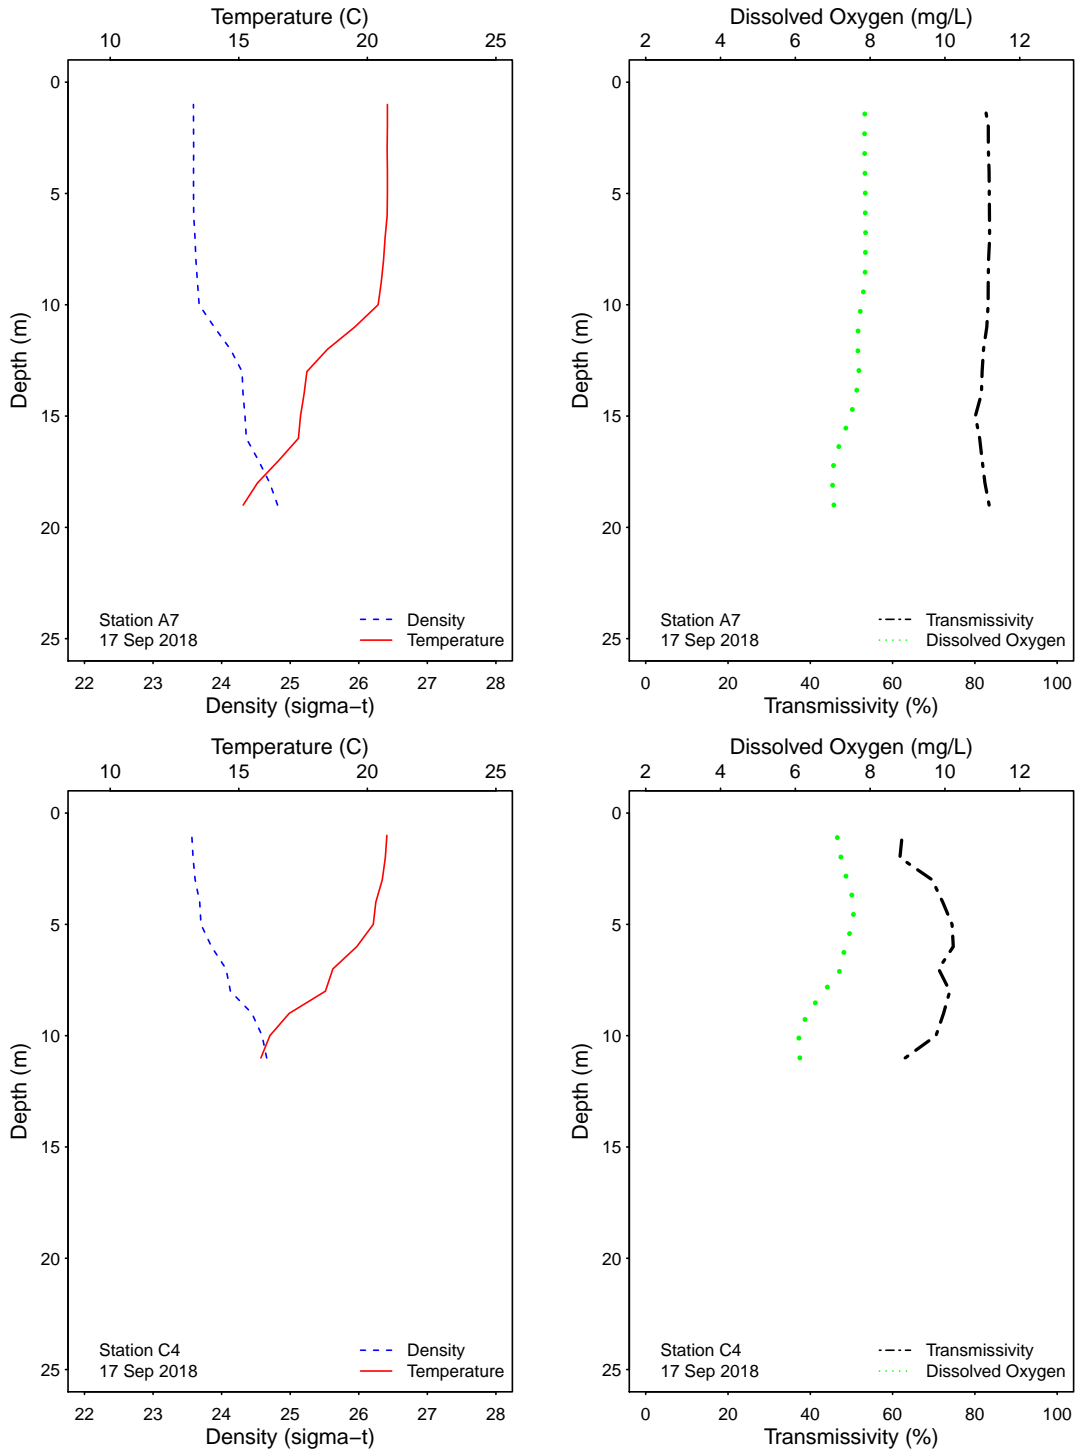 Temperature (C)
10 15 20 25
0
5
10
15
20
25
Depth (m)
Station A7
17 Sep 2018
Density
Temperature
22 23 24 25 26 27 28
Density (sigma−t)
Dissolved Oxygen (mg/L)
2 4 6 8 10 12
0
5
10
15
20
25
Depth (m)
Station A7
17 Sep 2018
Transmissivity
Dissolved Oxygen
0 20 40 60 80 100
Transmissivity (%)
Temperature (C)
10 15 20 25
0
5
10
15
20
25
Depth (m)
Station C4
17 Sep 2018
Density
Temperature
22 23 24 25 26 27 28
Density (sigma−t)
Dissolved Oxygen (mg/L)
2 4 6 8 10 12
0
5
10
15
20
25
Depth (m)
Station C4
17 Sep 2018
Transmissivity
Dissolved Oxygen
0 20 40 60 80 100
Transmissivity (%)